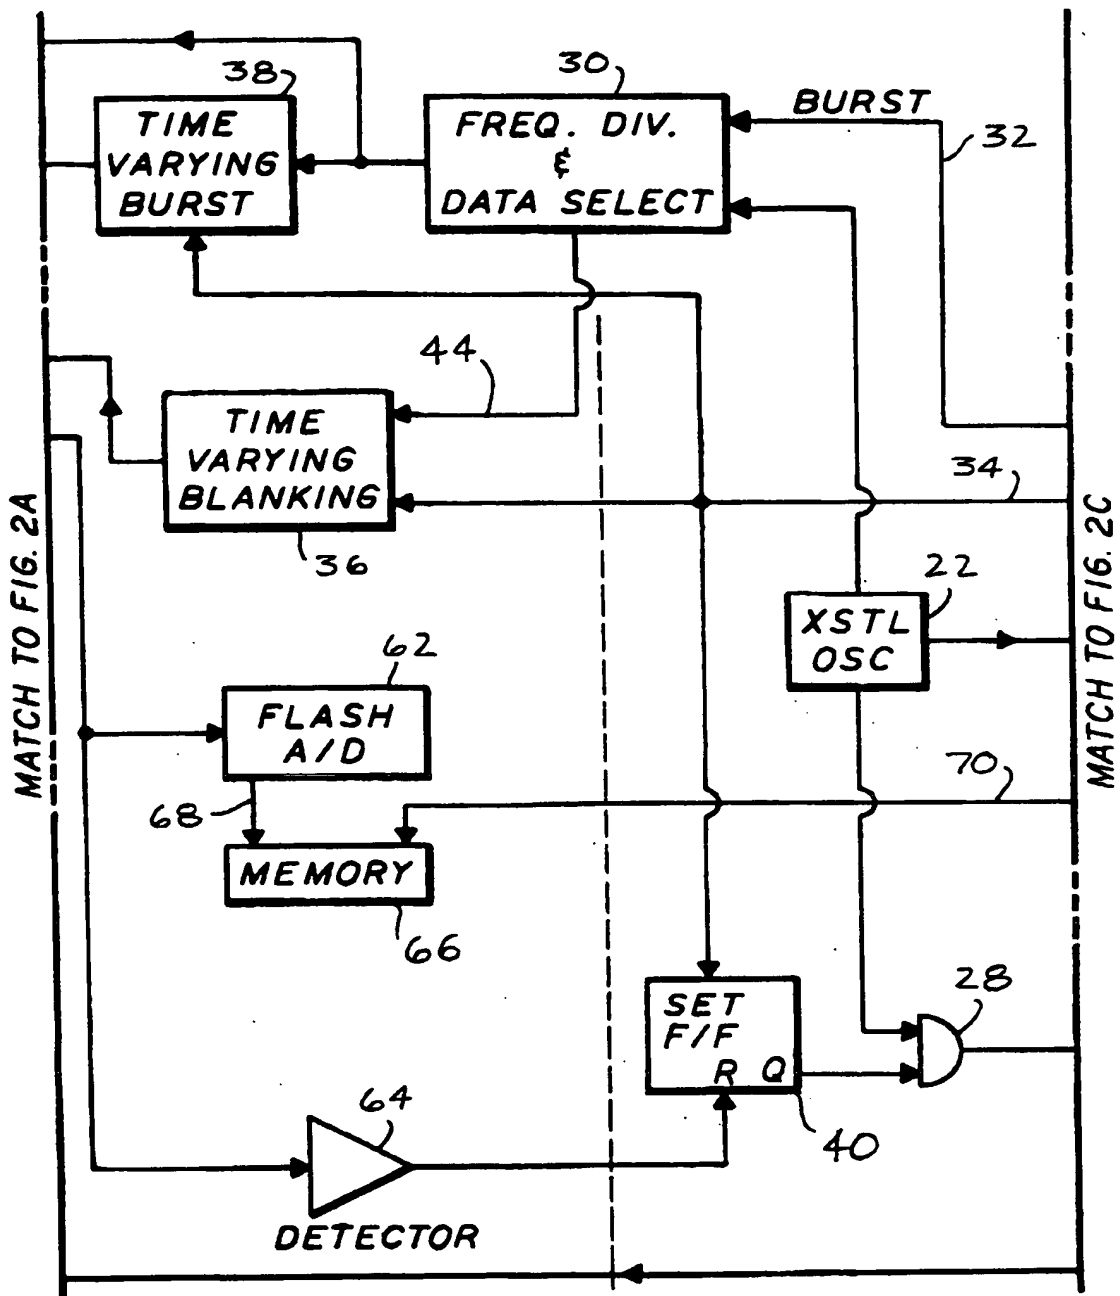 38
TIME
VARYING
BURST
30
FREQ. DIV.
&
DATA SELECT
BURST
32
44
TIME
VARYING
BLANKING
36
34
MATCH TO FIG. 2A
MATCH TO FIG. 2C
22
XSTL
OSC
62
FLASH
A/D
68
70
MEMORY
66
SET
F/F
R Q
40
28
64
DETECTOR